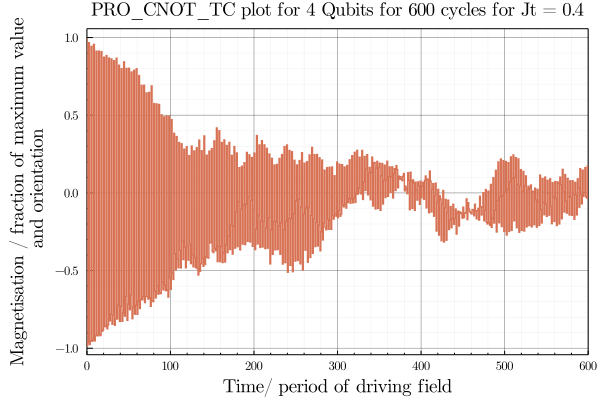 PRO_CNOT_TC plot for 4 Qubits for 600 cycles for Jt = 0.4
Magnetisation / fraction of maximum value
and orientation
1.0
0.5
0.0
−0.5
−1.0
0 100 200 300 400 500 600
Time/ period of driving field